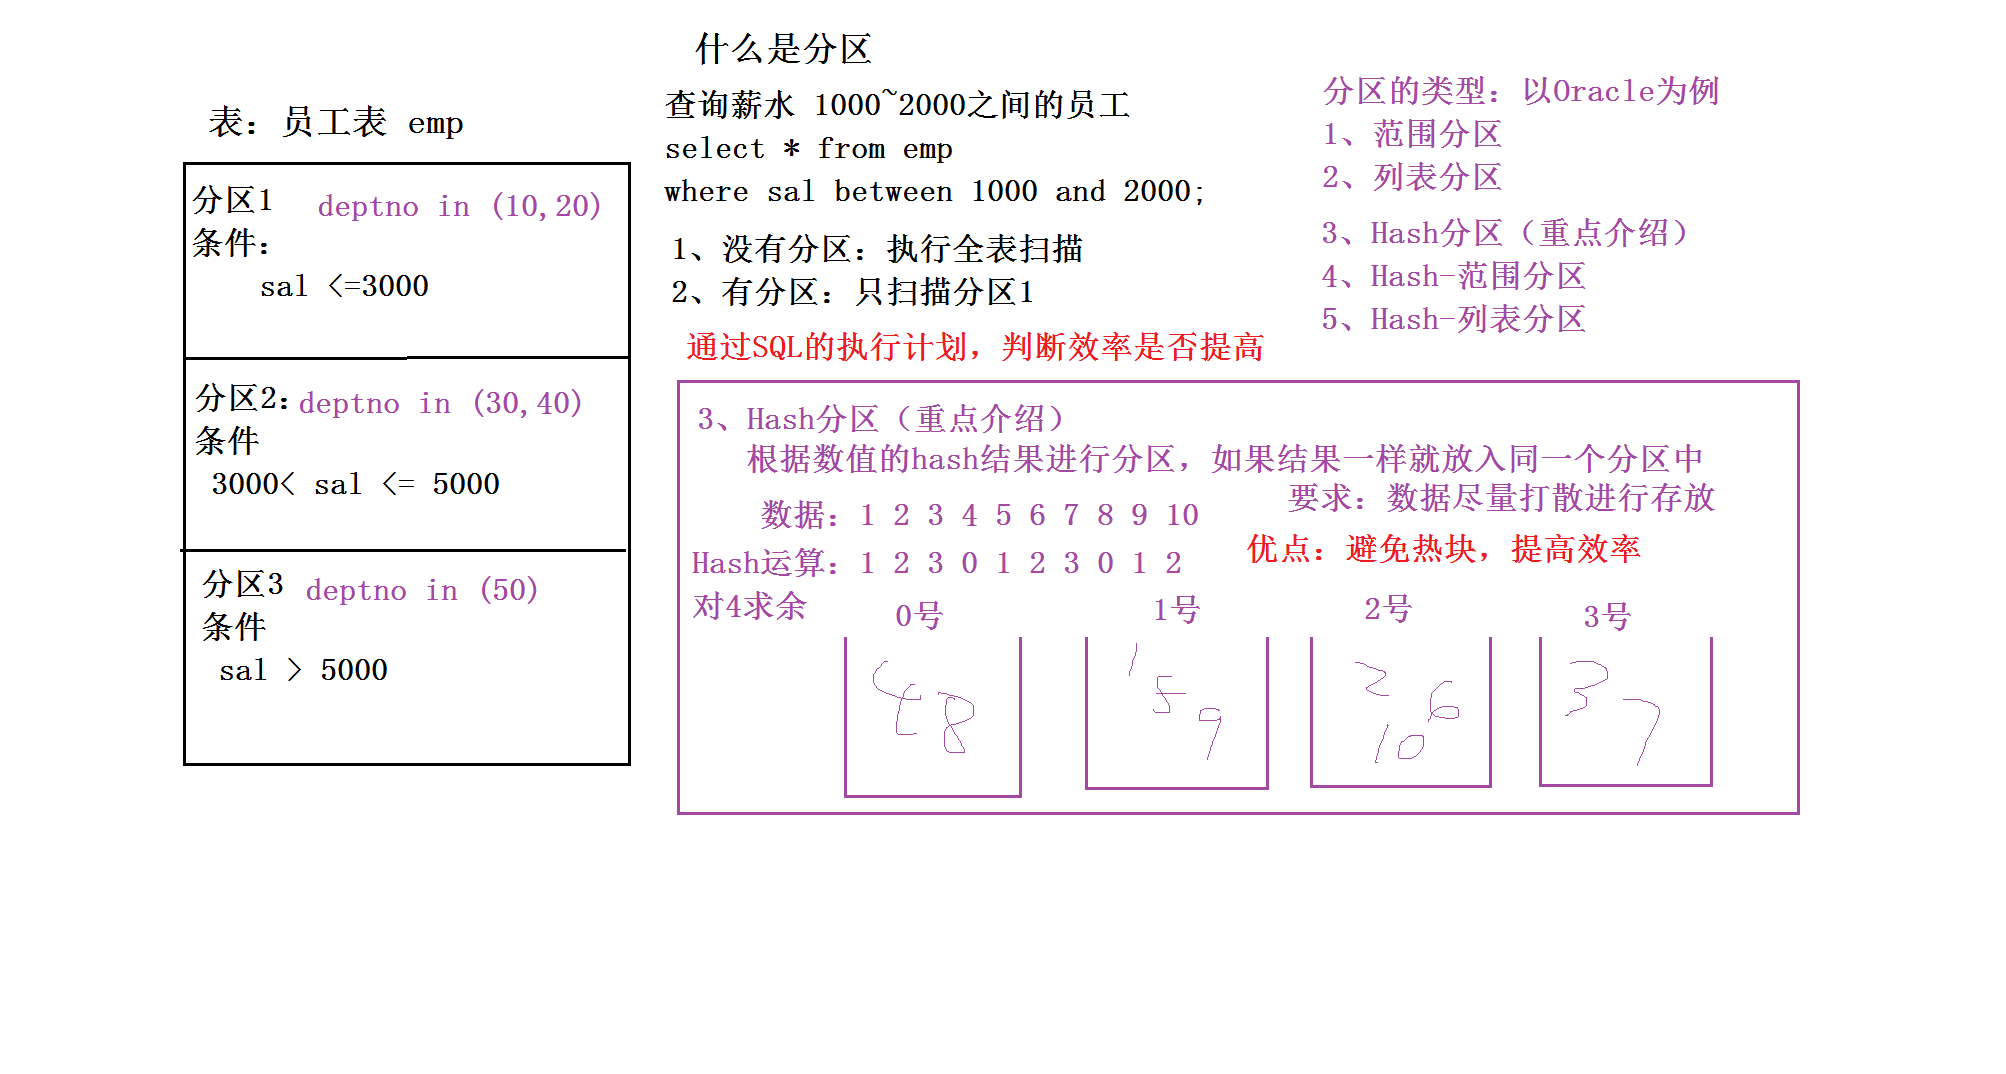 什么是分区
表：员工表 emp
分区1 deptno in (10,20)
条件：
sal <=3000
分区2：deptno in (30,40)
条件
3000< sal <= 5000
分区3 deptno in (50)
条件
sal > 5000
查询薪水 1000~2000之间的员工
select * from emp
where sal between 1000 and 2000;
1、没有分区：执行全表扫描
2、有分区：只扫描分区1
通过SQL的执行计划，判断效率是否提高
分区的类型：以Oracle为例
1、范围分区
2、列表分区
3、Hash分区（重点介绍）
4、Hash-范围分区
5、Hash-列表分区
3、Hash分区（重点介绍）
根据数值的hash结果进行分区，如果结果一样就放入同一个分区中
要求：数据尽量打散进行存放
数据：1 2 3 4 5 6 7 8 9 10
优点：避免热块，提高效率
Hash运算：1 2 3 0 1 2 3 0 1 2
对4求余
0号
8
1号
1
5
9
2号
2
6
10
3号
3
7